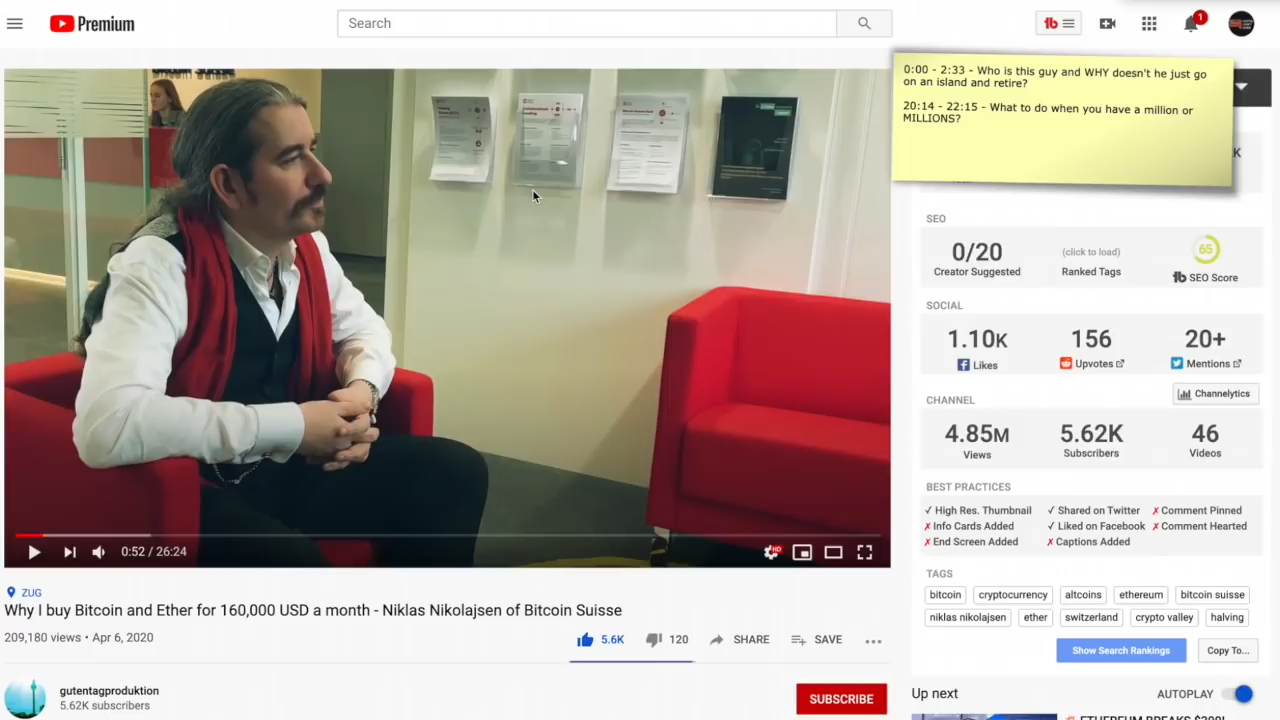 Premium
Search
1
0:00 - 2:33 - Who is this guy and WHY doesn't he just go
on an island and retire?
20:14 - 22:15 - What to do when you have a million or
MILLIONS?
K
SEO
0/20
Creator Suggested
(click to load)
Ranked Tags
65
tb SEO Score
SOCIAL
1.10K
Likes
156
Upvotes
20+
Mentions
CHANNEL
Channelytics
4.85M
Views
5.62K
Subscribers
46
Videos
BEST PRACTICES
✓ High Res. Thumbnail ✓ Shared on Twitter ✗ Comment Pinned
✗ Info Cards Added ✓ Liked on Facebook ✗ Comment Hearted
✗ End Screen Added ✗ Captions Added
TAGS
bitcoin cryptocurrency altcoins ethereum bitcoin suisse
niklas nikolajsen ether switzerland crypto valley halving
Show Search Rankings Copy To...
0:52 / 26:24
HD
ZUG
Why I buy Bitcoin and Ether for 160,000 USD a month - Niklas Nikolajsen of Bitcoin Suisse
209,180 views • Apr 6, 2020
5.6K 120 SHARE SAVE
gutentagproduktion
5.62K subscribers
SUBSCRIBE
Up next AUTOPLAY
ETHEREUM BREAKS $300!